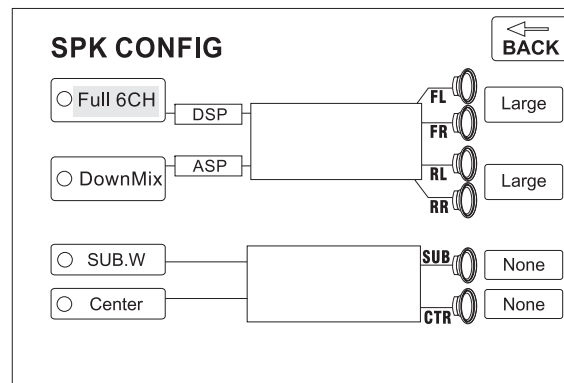 SPK CONFIG
BACK
Full 6CH
DSP
FL
Large
FR
DownMix
ASP
RL
Large
RR
SUB.W
SUB
None
Center
CTR
None